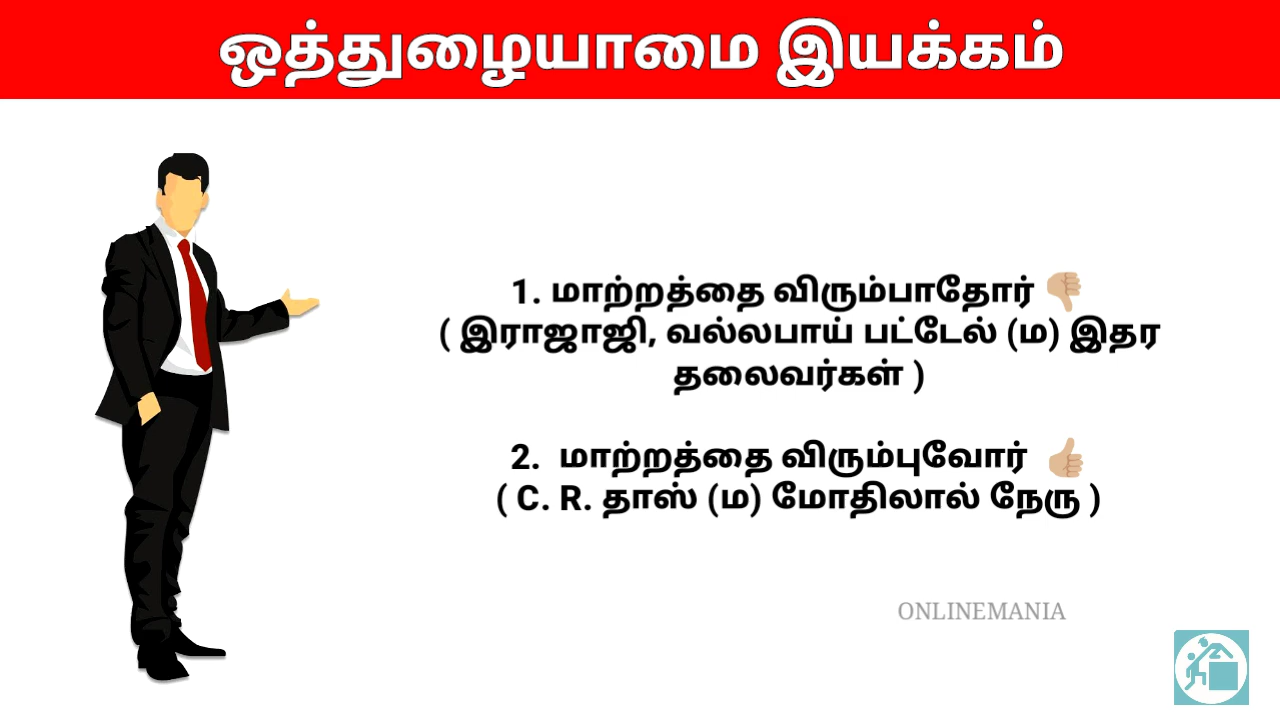 ஒத்துழையாமை இயக்கம்
1. மாற்றத்தை விரும்பாதோர் 👎🏼
( இராஜாஜி, வல்லபாய் பட்டேல் (ம) இதர
தலைவர்கள் )
2. மாற்றத்தை விரும்புவோர் 👍🏼
( C. R. தாஸ் (ம) மோதிலால் நேரு )
ONLINEMANIA